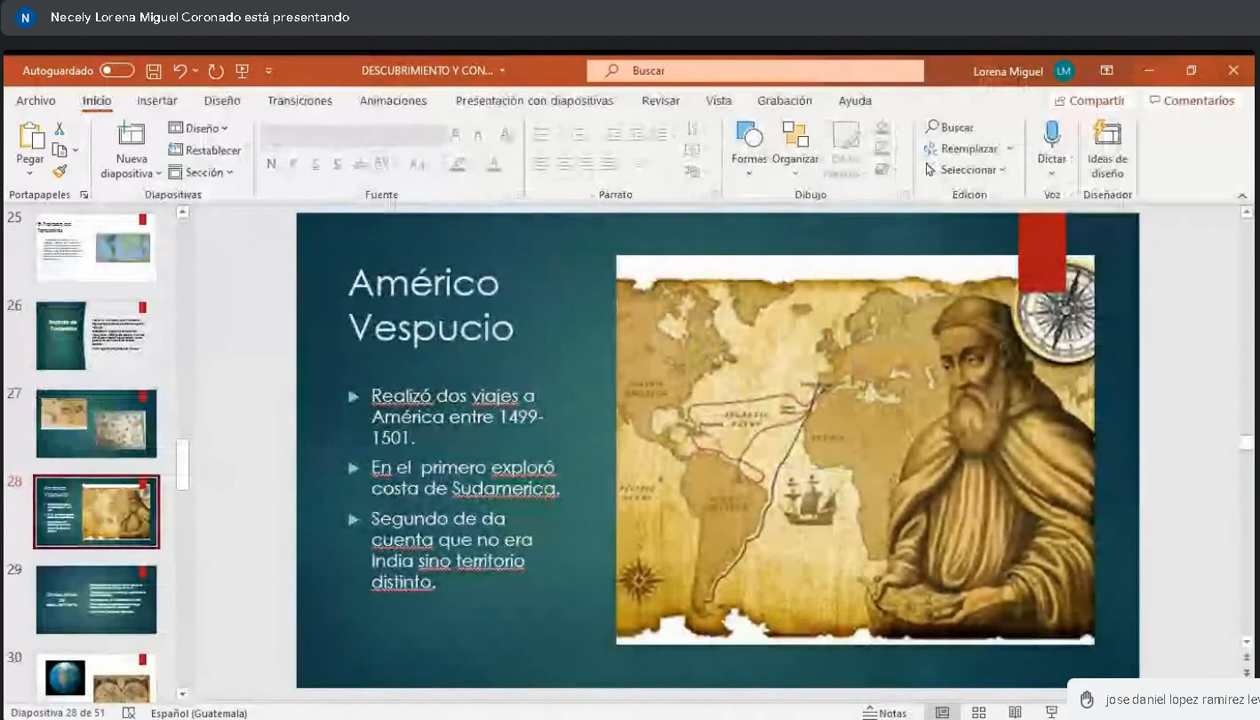 N Necely Lorena Miguel Coronado está presentando
Autoguardado
DESCUBRIMIENTO Y CON...
Buscar
Lorena Miguel LM
Archivo Inicio Insertar Diseño Transiciones Animaciones Presentación con diapositivas Revisar Vista Grabación Ayuda Compartir Comentarios
Pegar
Nueva diapositiva
Diseño
Restablecer
Sección
Formas
Organizar
Buscar
Reemplazar
Seleccionar
Dictar
Ideas de diseño
Portapapeles Diapositivas Fuente Párrafo Dibujo Edición Voz Diseñador
25
26
27
28
29
30
Américo
Vespucio
Realizó dos viajes a
América entre 1499-
1501.
En el primero exploró
costa de Sudamerica.
Segundo de da
cuenta que no era
India sino territorio
distinto.
jose daniel lopez ramirez lev
Diapositiva 28 de 51 Español (Guatemala) Notas